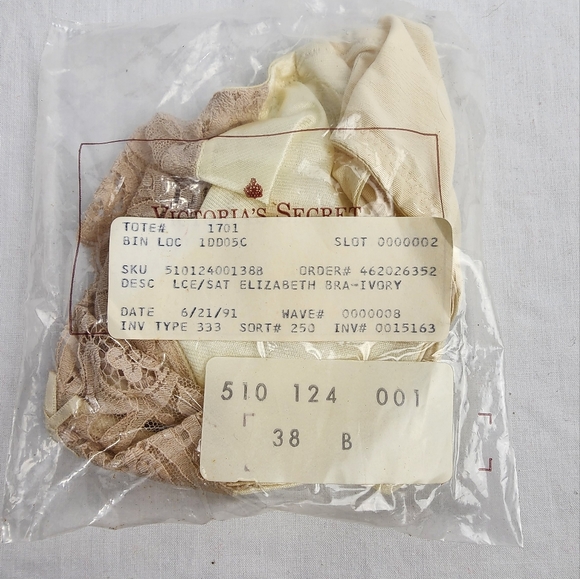 VICTORIA'S SECRET
TOTE# 1701
BIN LOC 1DD05C SLOT 0000002
SKU 51012400138B ORDER# 462026352
DESC LCE/SAT ELIZABETH BRA-IVORY
DATE 6/21/91 WAVE# 0000008
INV TYPE 333 SORT# 250 INV# 0015163
510 124 001
38 B